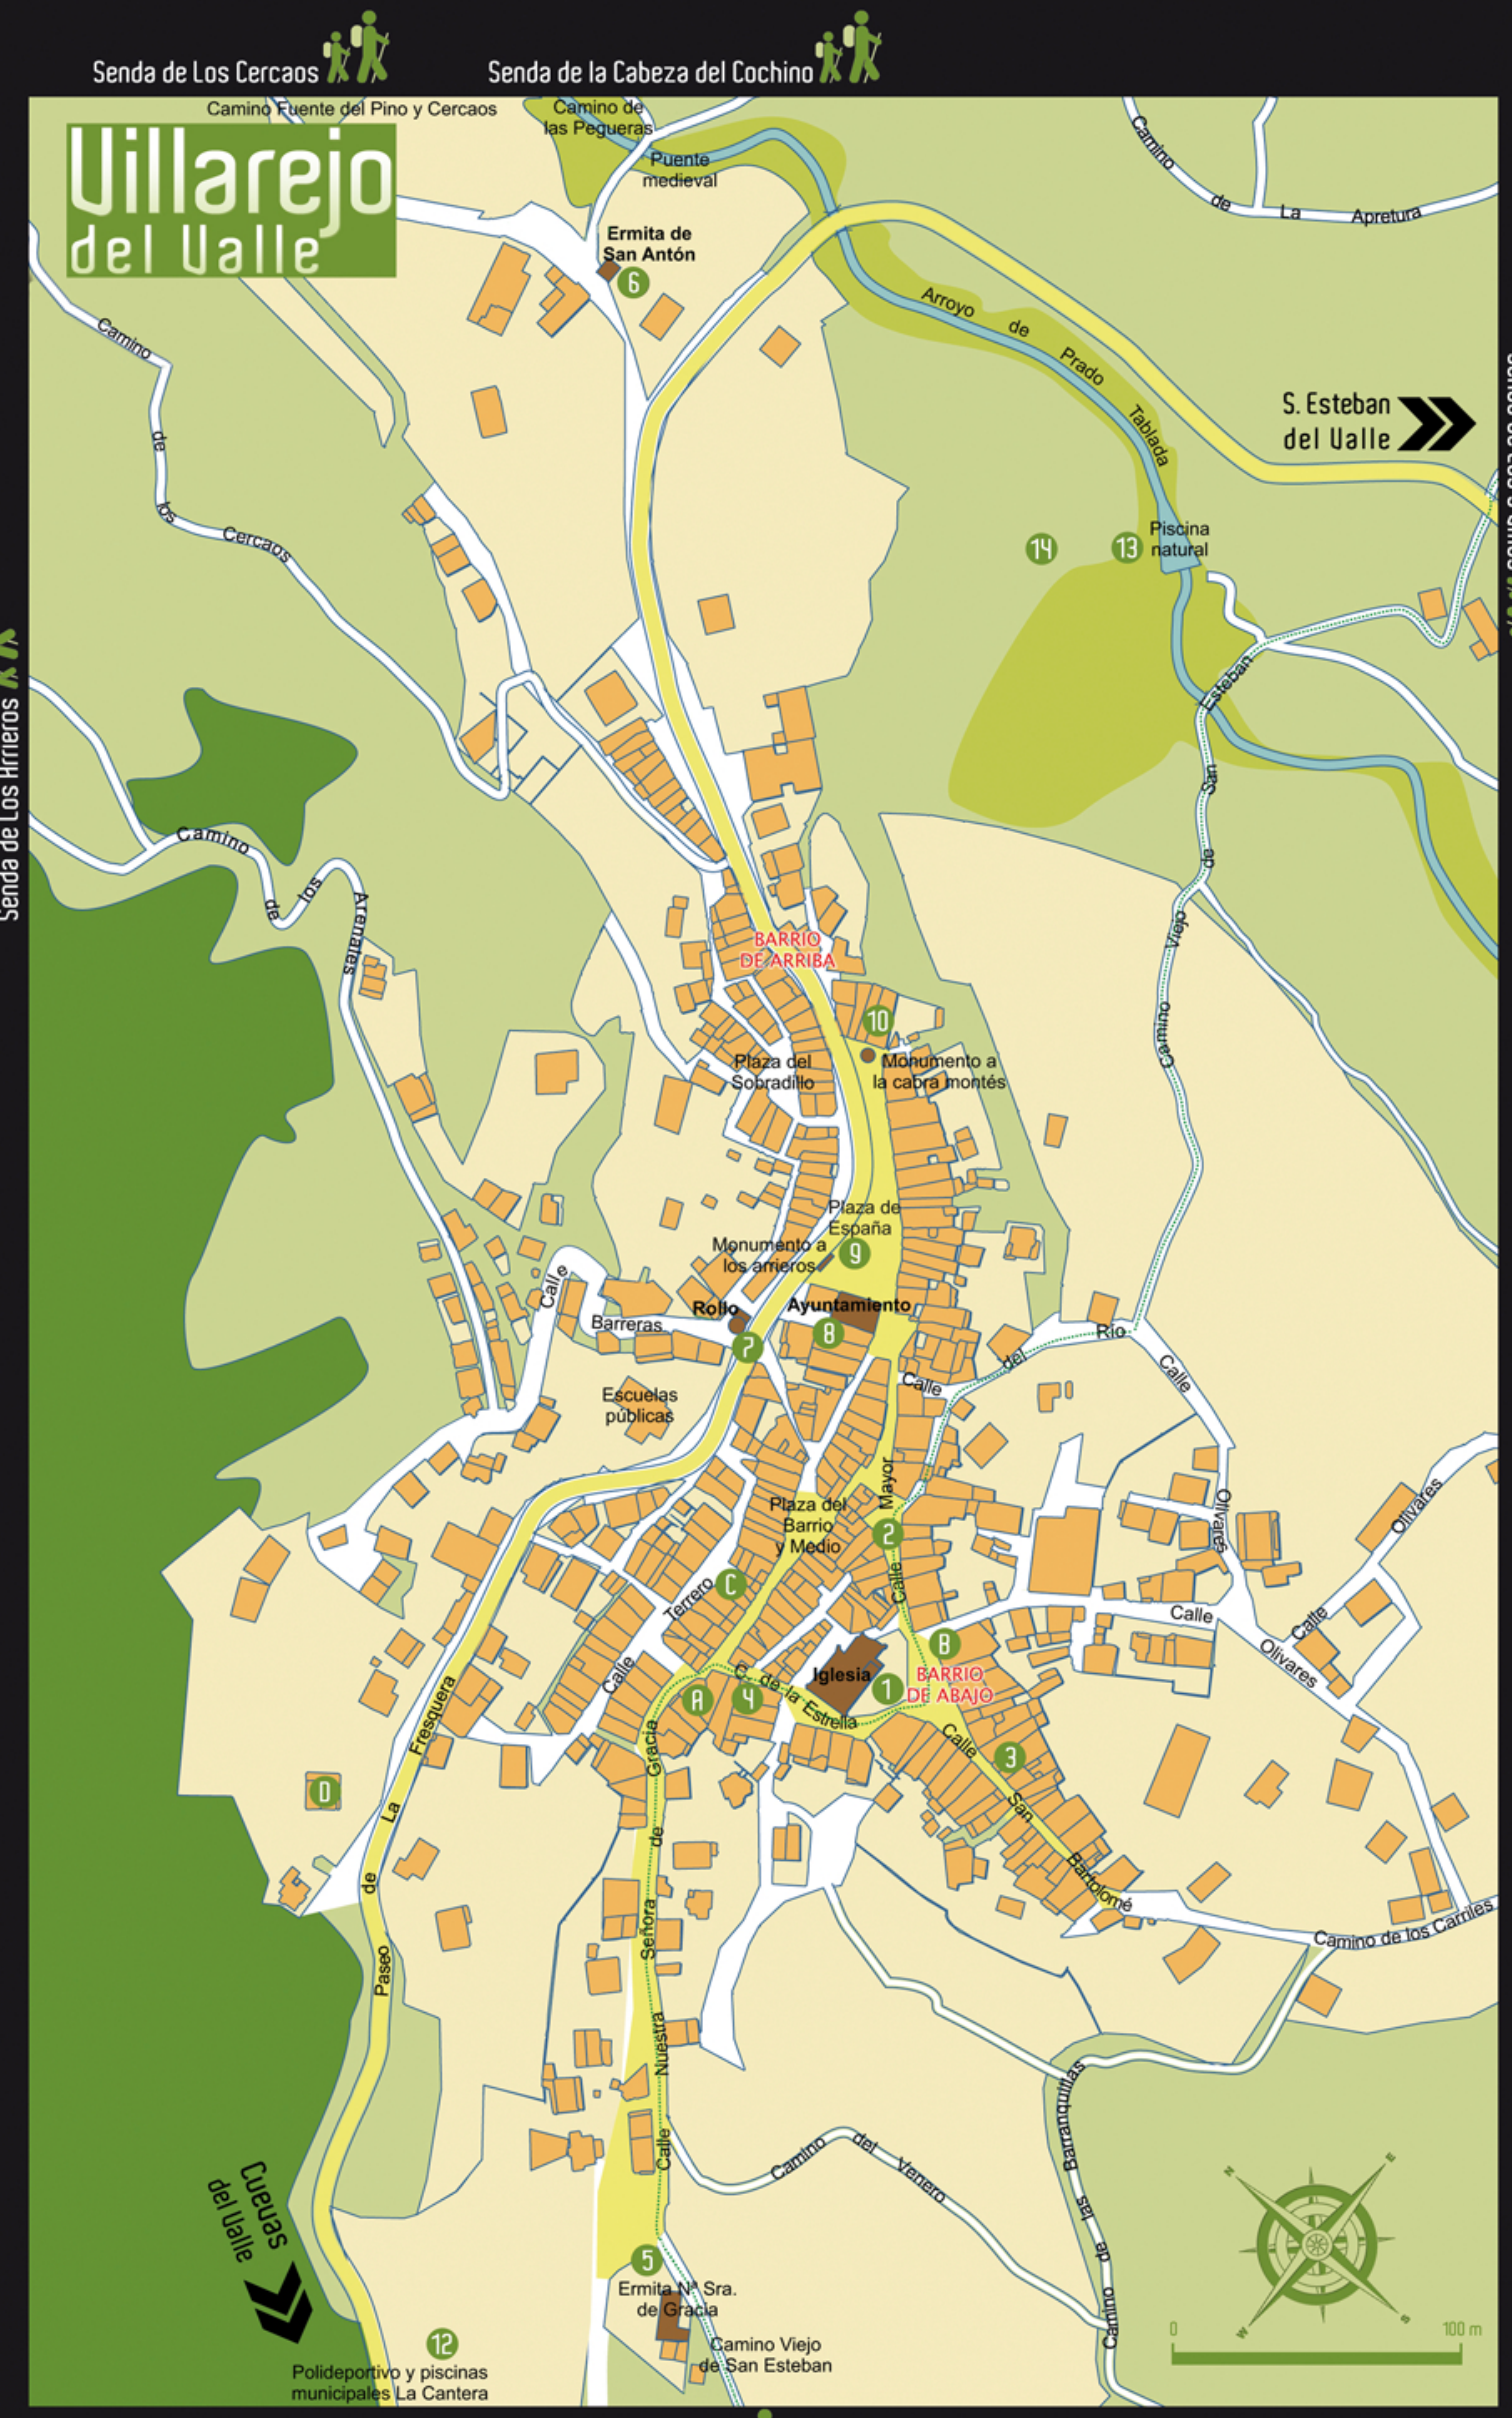 Senda de Los Cercaos
Senda de la Cabeza del Cochino
Camino Fuente del Pino y Cercaos
Camino de
las Pegueras
Villarejo
del Valle
Puente
medieval
Camino de La Apretura
Ermita de
San Antón
6
Arroyo de Prado Tablada
Camino de los Cercaos
S. Esteban
del Valle
14
13
Piscina
natural
Senda de Los Arrieros
Camino Viejo de San Esteban
Camino de los Arenales
BARRIO
DE ARRIBA
10
Plaza del
Sobradillo
Monumento a
la cabra montés
Plaza de
España
9
Monumento a
los arrieros
Calle Barreras
Rollo
7
Ayuntamiento
8
Calle del Río
Calle Olivares
Escuelas
públicas
Calle Mayor
Plaza del
Barrio
y Medio
2
C
Calle Terrero
Calle Olivares
Calle Olivares
Iglesia
1
B
BARRIO
DE ABAJO
C. de la Estrella
A
4
3
Calle San Bartolomé
D
Paseo de La Fresquera
Calle Nuestra Señora de Gracia
Camino de los Carriles
Camino de las Barranquillas
Camino del Venero
Cuevas
del Valle
5
Ermita Nª Sra.
de Gracia
Camino Viejo
de San Esteban
12
Polideportivo y piscinas
municipales La Cantera
N
E
S
W
0
100 m